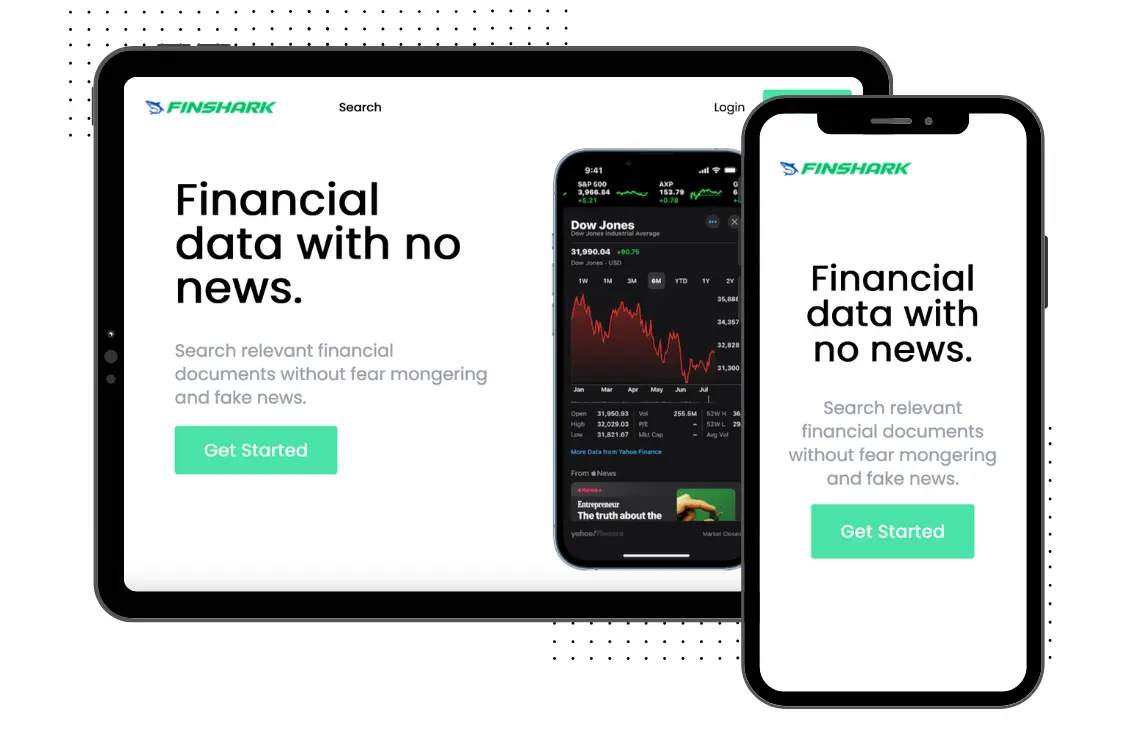 FINSHARK
Search
Login
Financial
data with no
news.
Search relevant financial
documents without fear mongering
and fake news.
Get Started
9:41
S&P 500
3,966.84
+5.21
AXP
153.79
+0.78
G
Dow Jones
Dow Jones Industrial Average
31,990.04 +90.76
Dow Jones · USD
1W 1M 3M 6M YTD 1Y 2Y
35,886
34,357
32,828
31,300
Jan Mar Apr May Jun Jul
Open 31,950.93 Vol 255.5M 52W H 36
High 32,029.03 P/E – 52W L 29
Low 31,821.67 Mkt Cap – Avg Vol
More Data from Yahoo Finance
From News
Entrepreneur
The truth about the
yahoo!finance
Market Closed
FINSHARK
Financial
data with
no news.
Search relevant
financial documents
without fear mongering
and fake news.
Get Started